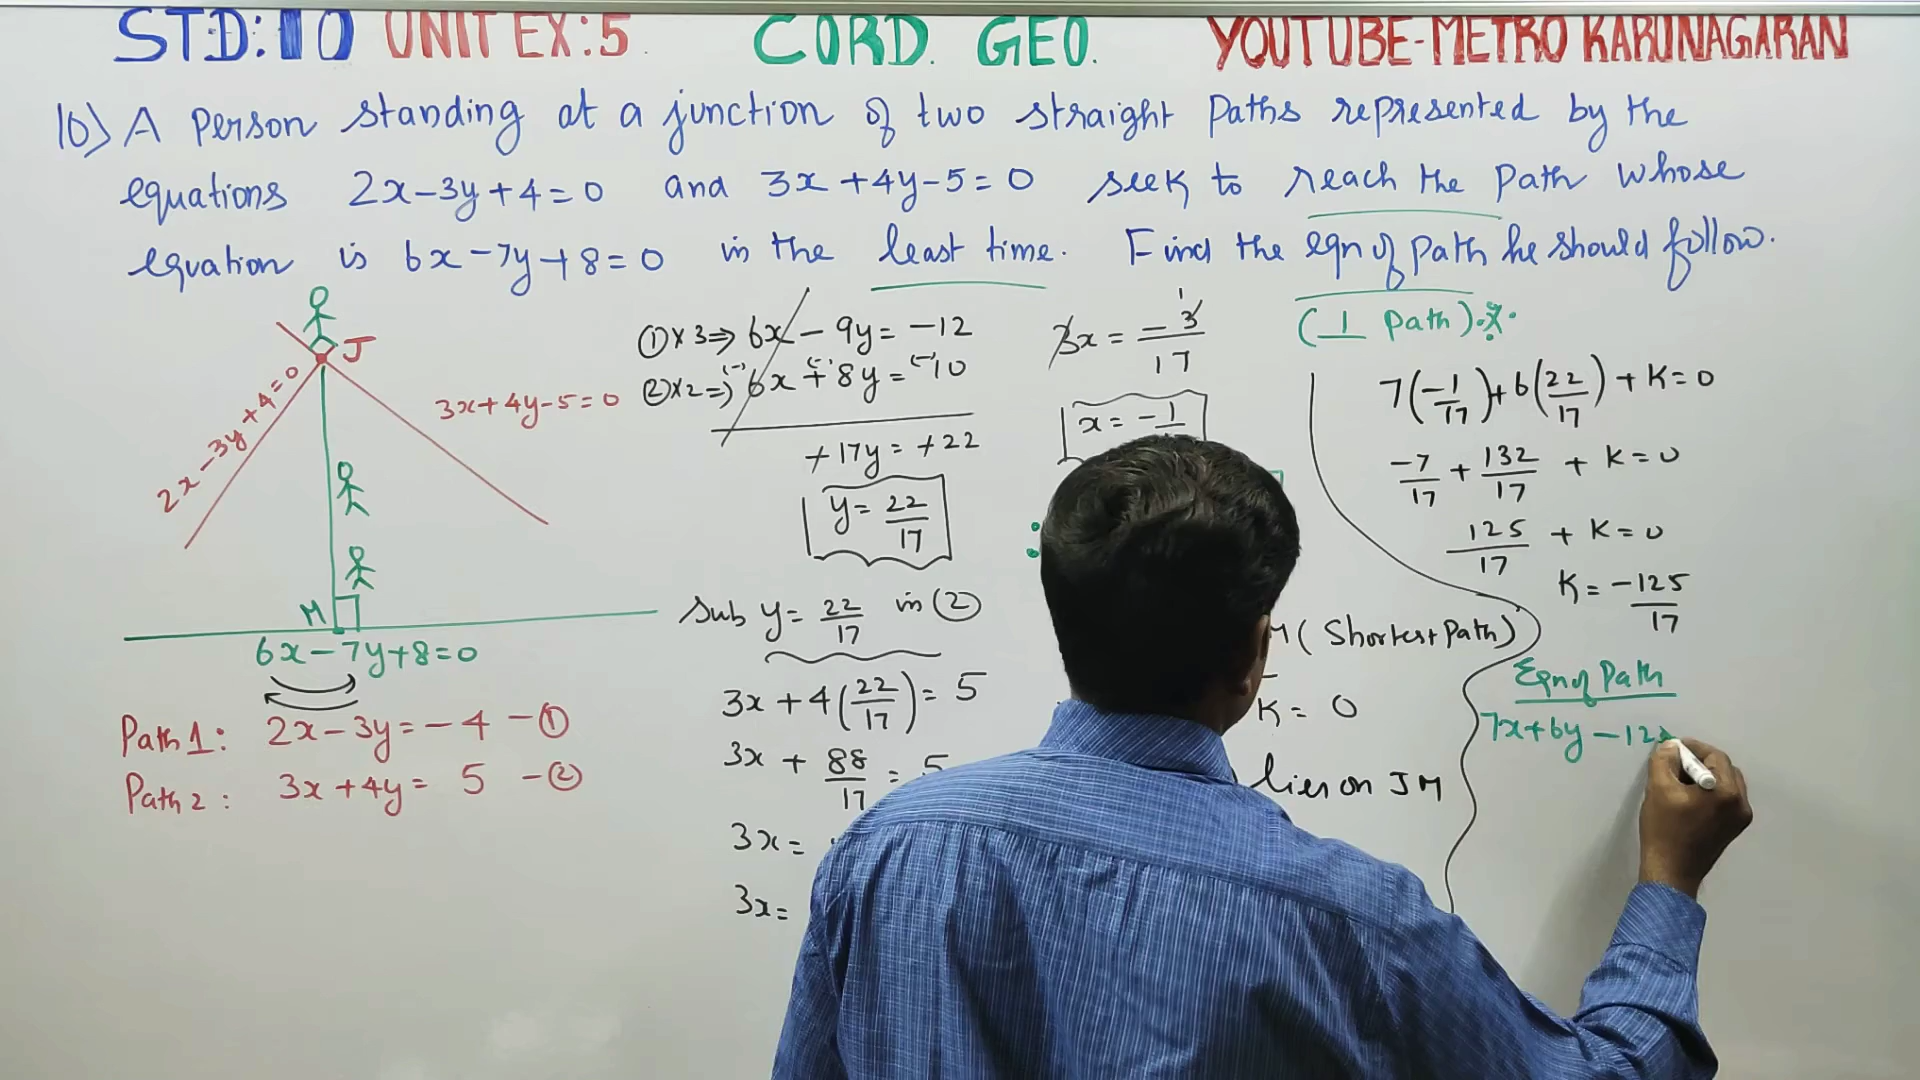 STD:10 UNIT EX:5 CORD. GEO. YOUTUBE-METRO KARUNAGARAN
10) A Person standing at a junction of two straight Paths represented by the
equations 2x-3y+4=0 and 3x+4y-5=0 seek to reach the path whose
equation is 6x-7y+8=0 in the least time. Find the eqn of path he should follow.
J
2x-3y+4=0
3x+4y-5=0
M
6x-7y+8=0
Path 1: 2x-3y=-4 -①
Path 2: 3x+4y= 5 -②
①x3⇒ 6x-9y=-12
②x2⇒ 6x+8y= 10
(-) (-) (-)
+17y=+22
y= 22/17
Sub y= 22/17 in ②
3x+4(22/17)= 5
3x+ 88/17 = 5
3x=
3x=
3x= -3/17
1
x=-1
M (Shortest Path)
K= 0
lies on JM
(⊥ Path).
7(-1/17)+6(22/17)+K=0
-7/17 + 132/17 + K=0
125/17 + K=0
K= -125/17
Eqn of Path
7x+6y-12